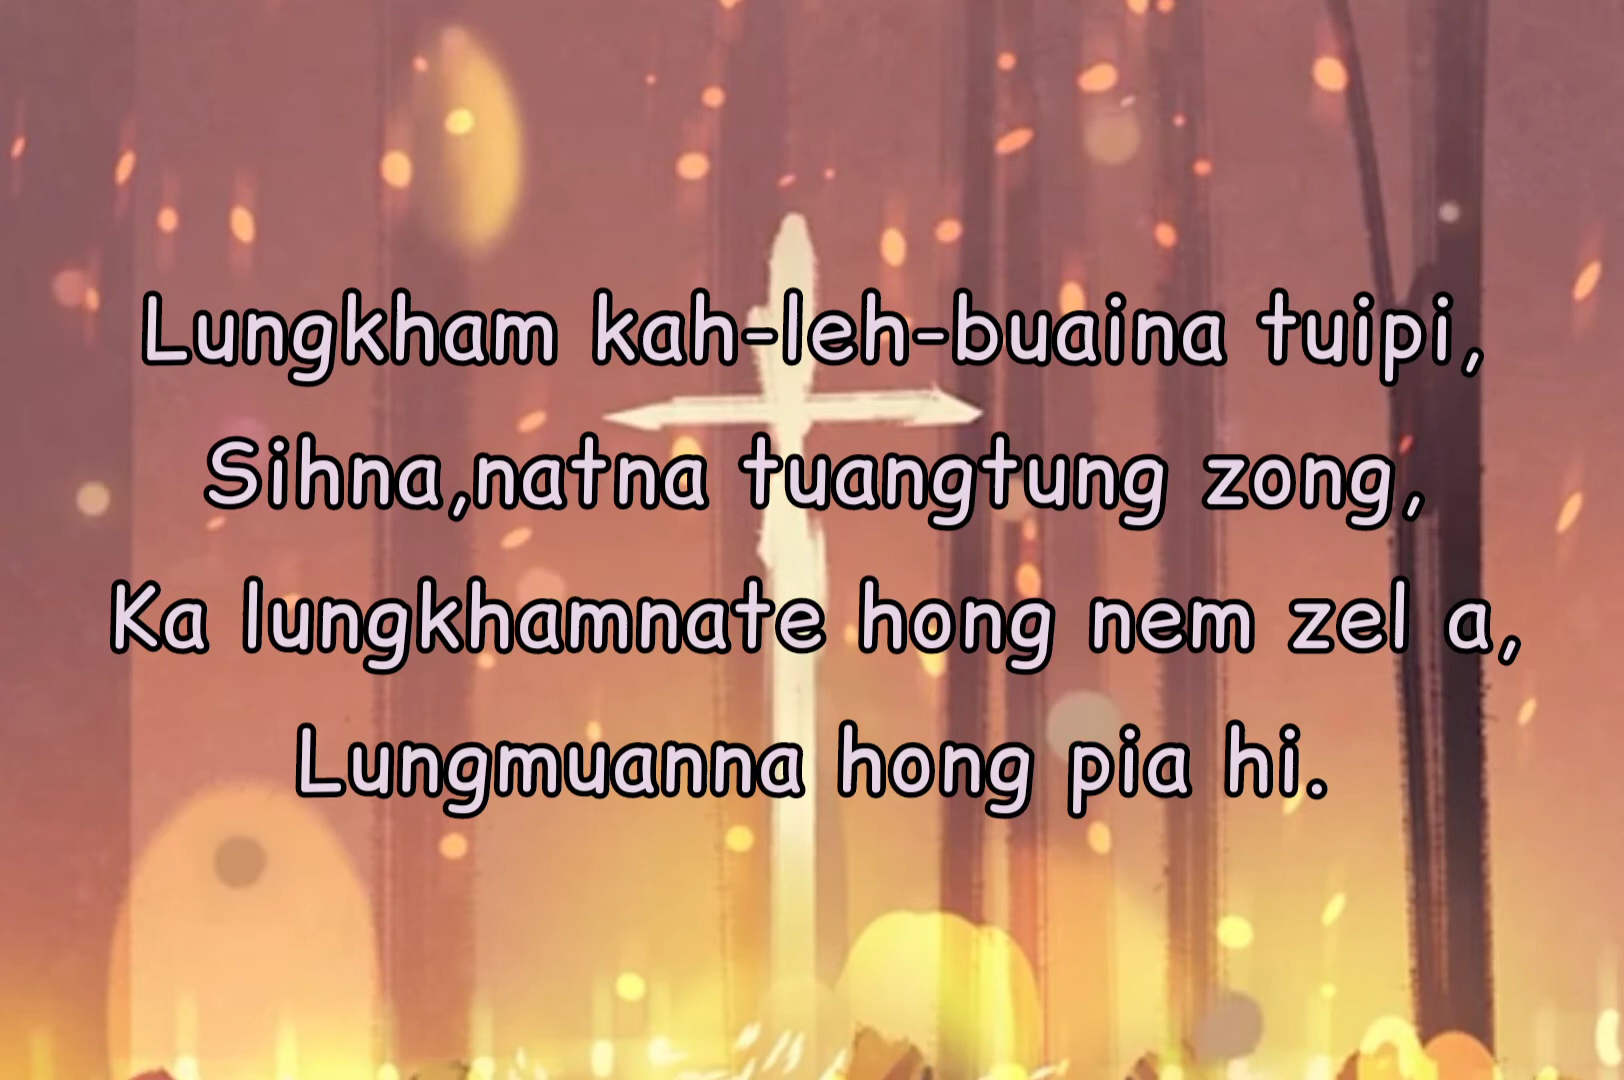 Lungkham kah-leh-buaina tuipi,
Sihna,natna tuangtung zong,
Ka lungkhamnate hong nem zel a,
Lungmuanna hong pia hi.